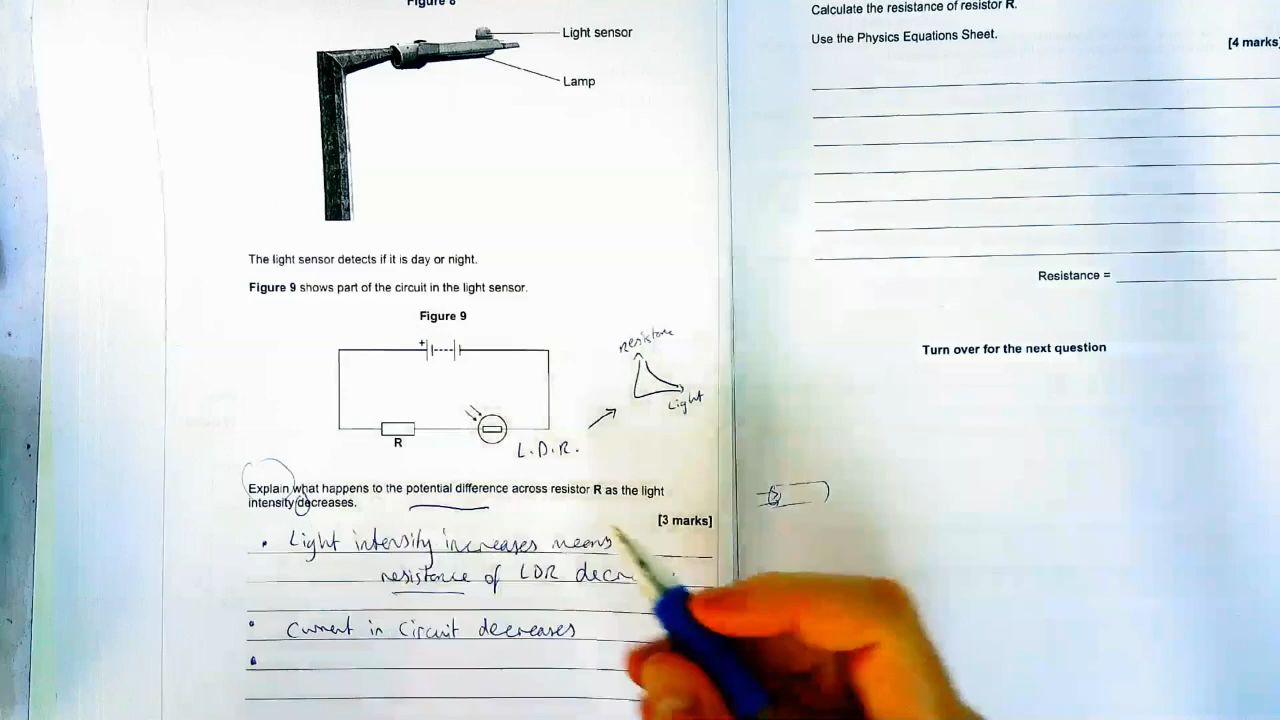 Figure 8
Light sensor
Lamp
The light sensor detects if it is day or night.
Figure 9 shows part of the circuit in the light sensor.
Figure 9
+
R
resistance
Light
L.D.R.
Explain what happens to the potential difference across resistor R as the light
intensity decreases.
[3 marks]
• Light intensity increases means
resistance of LDR decre
• Current in Circuit decreases
•
Calculate the resistance of resistor R.
Use the Physics Equations Sheet.
[4 marks]
Resistance =
Turn over for the next question